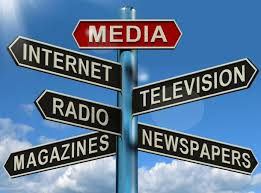 MEDIA
INTERNET
TELEVISION
RADIO
MAGAZINES
NEWSPAPERS